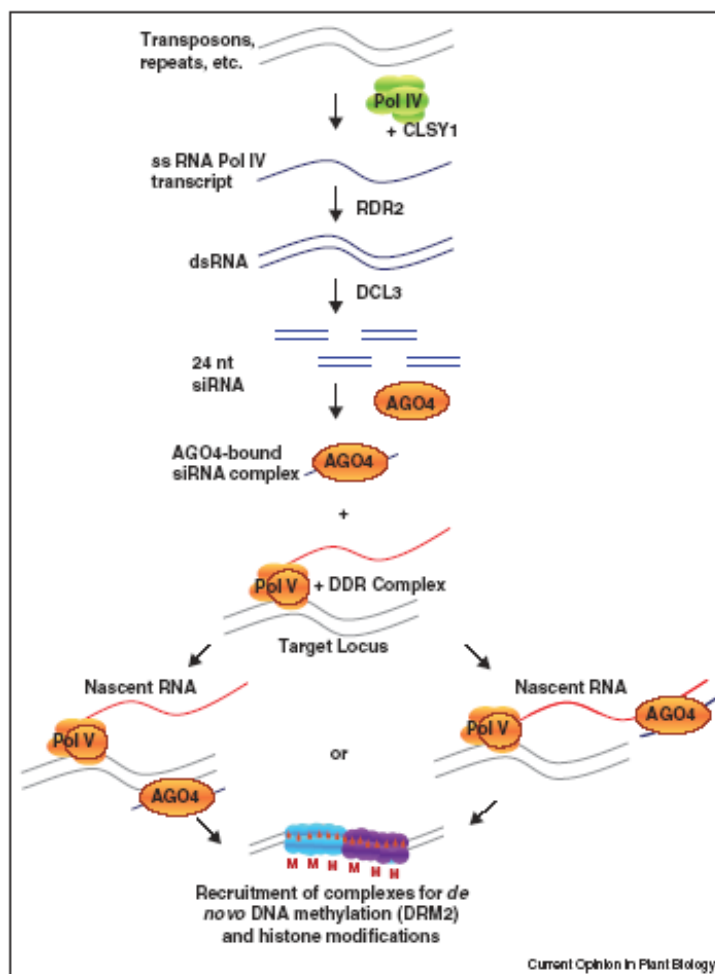 Transposons,
repeats, etc.
Pol IV
+ CLSY1
ss RNA Pol IV
transcript
RDR2
dsRNA
DCL3
24 nt
siRNA
AGO4
AGO4-bound
siRNA complex
AGO4
+
Pol V
+ DDR Complex
Target Locus
Nascent RNA
Pol V
AGO4
or
Nascent RNA
AGO4
Pol V
M M H M H H
Recruitment of complexes for de
novo DNA methylation (DRM2)
and histone modifications
Current Opinion in Plant Biology